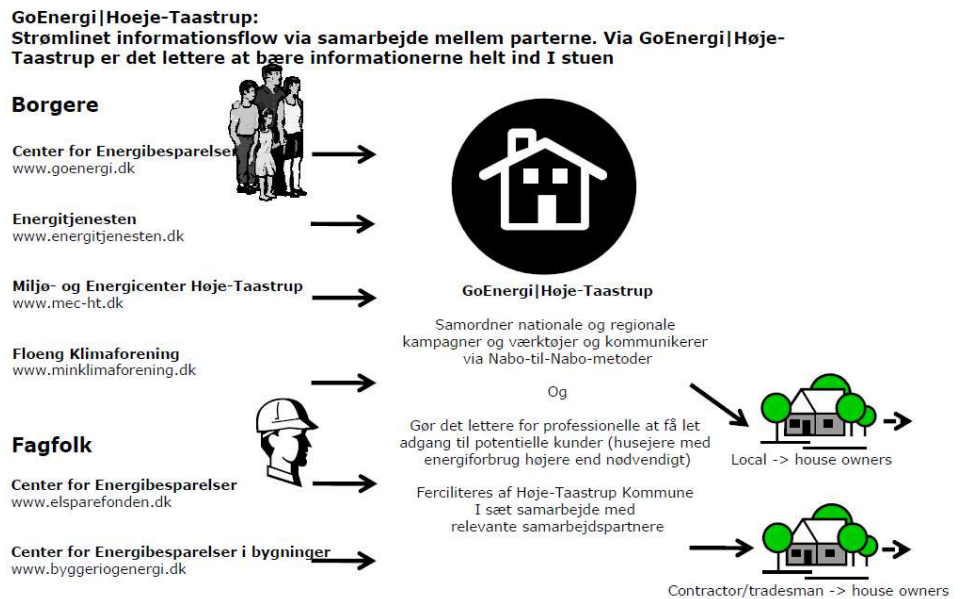 GoEnergi|Hoeje-Taastrup:
Strømlinet informationsflow via samarbejde mellem parterne. Via GoEnergi|Høje-
Taastrup er det lettere at bære informationerne helt ind I stuen
Borgere
Center for Energibesparelser
www.goenergi.dk
Energitjenesten
www.energitjenesten.dk
Miljø- og Energicenter Høje-Taastrup
www.mec-ht.dk
Floeng Klimaforening
www.minklimaforening.dk
Fagfolk
Center for Energibesparelser
www.elsparefonden.dk
Center for Energibesparelser i bygninger
www.byggeriogenergi.dk
GoEnergi|Høje-Taastrup
Samordner nationale og regionale
kampagner og værktøjer og kommunikerer
via Nabo-til-Nabo-metoder
Og
Gør det lettere for professionelle at få let
adgang til potentielle kunder (husejere med
energiforbrug højere end nødvendigt)
Ferciliteres af Høje-Taastrup Kommune
I sæt samarbejde med
relevante samarbejdspartnere
Local -> house owners
Contractor/tradesman -> house owners